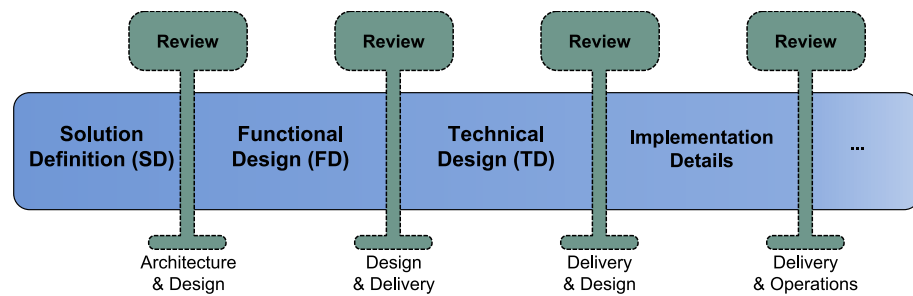 Review
Review
Review
Review
Solution
Definition (SD)
Functional
Design (FD)
Technical
Design (TD)
Implementation
Details
...
Architecture
& Design
Design
& Delivery
Delivery
& Design
Delivery
& Operations